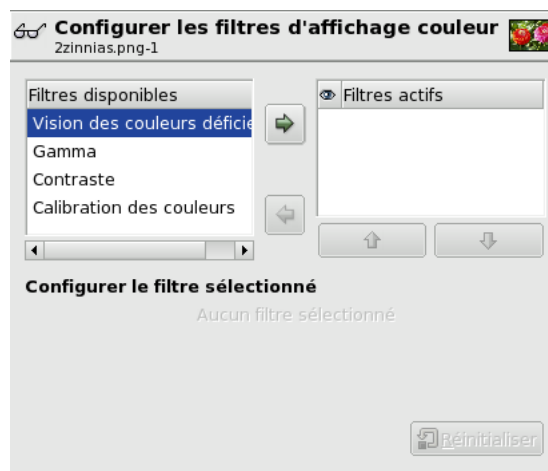 Configurer les filtres d'affichage couleur
2zinnias.png-1
Filtres disponibles
Vision des couleurs déficie
Gamma
Contraste
Calibration des couleurs
Filtres actifs
Configurer le filtre sélectionné
Aucun filtre sélectionné
Réinitialiser